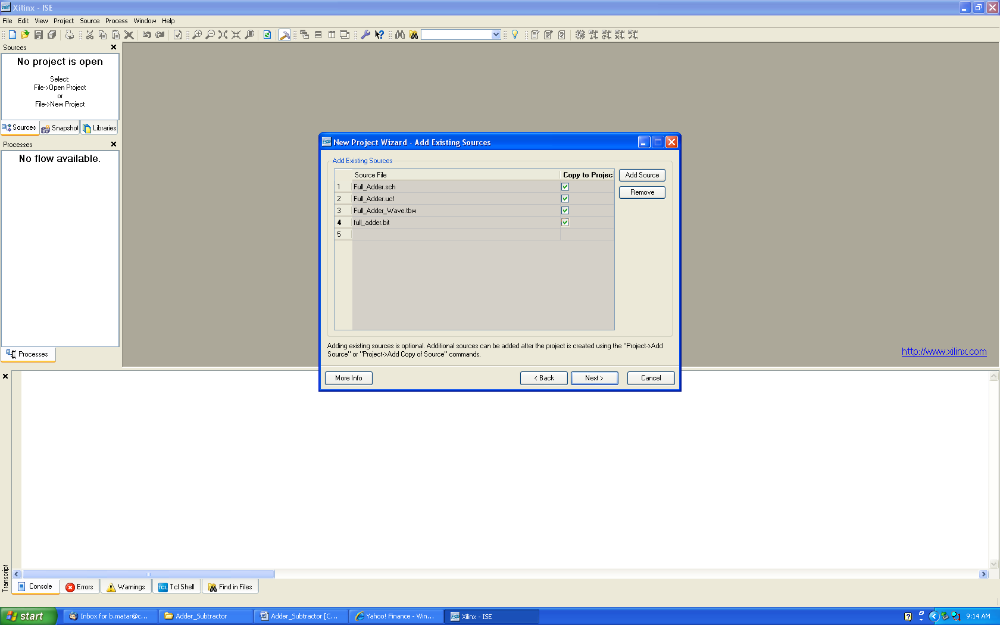 Xilinx - ISE
File Edit View Project Source Process Window Help
Sources
No project is open
Select:
File->Open Project
or
File->New Project
Sources Snapshot Libraries
Processes
No flow available.
Processes
New Project Wizard - Add Existing Sources
Add Existing Sources
Source File Copy to Projec
1 Full_Adder.sch
2 Full_Adder.ucf
3 Full_Adder_Wave.tbw
4 full_adder.bit
5
Add Source
Remove
Adding existing sources is optional. Additional sources can be added after the project is created using the "Project->Add
Source" or "Project->Add Copy of Source" commands.
More Info < Back Next > Cancel
http://www.xilinx.com
Transcript
Console Errors Warnings TCL Tcl Shell Find in Files
start Inbox for b.matar@c... Adder_Subtractor Adder_Subtractor [C... Yahoo! Finance - Win... Xilinx - ISE 9:14 AM